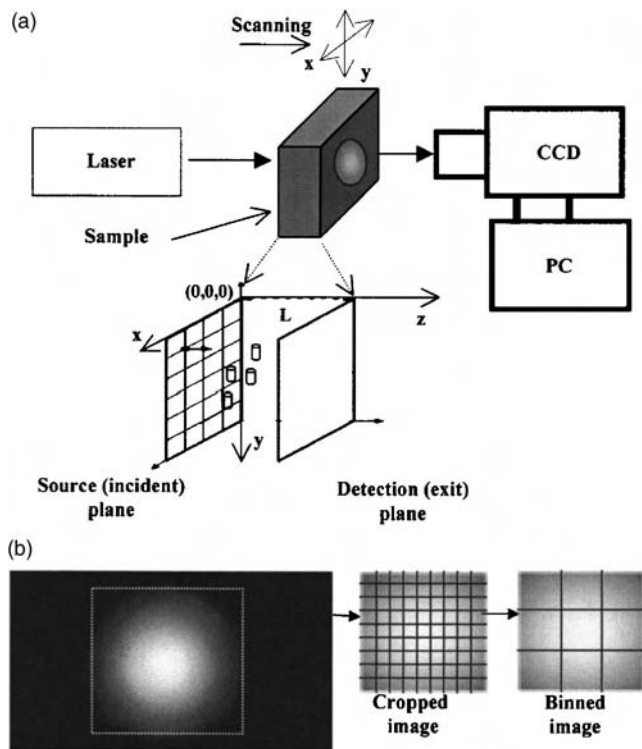 (a)
Scanning
x
y
Laser
CCD
Sample
PC
(0,0,0)
x
L
z
y
Source (incident)
plane
Detection (exit)
plane
(b)
Cropped
image
Binned
image